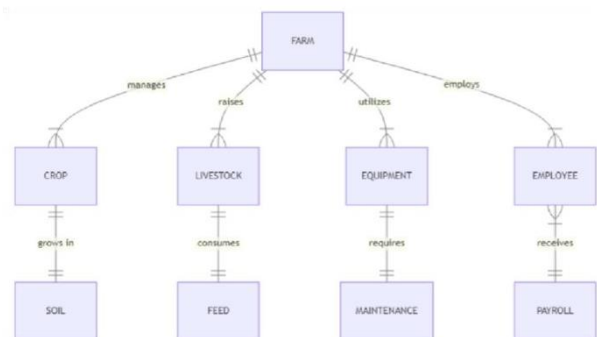 FARM
manages
raises
utilizes
employs
CROP
LIVESTOCK
EQUIPMENT
EMPLOYEE
grows in
consumes
requires
receives
SOIL
FEED
MAINTENANCE
PAYROLL